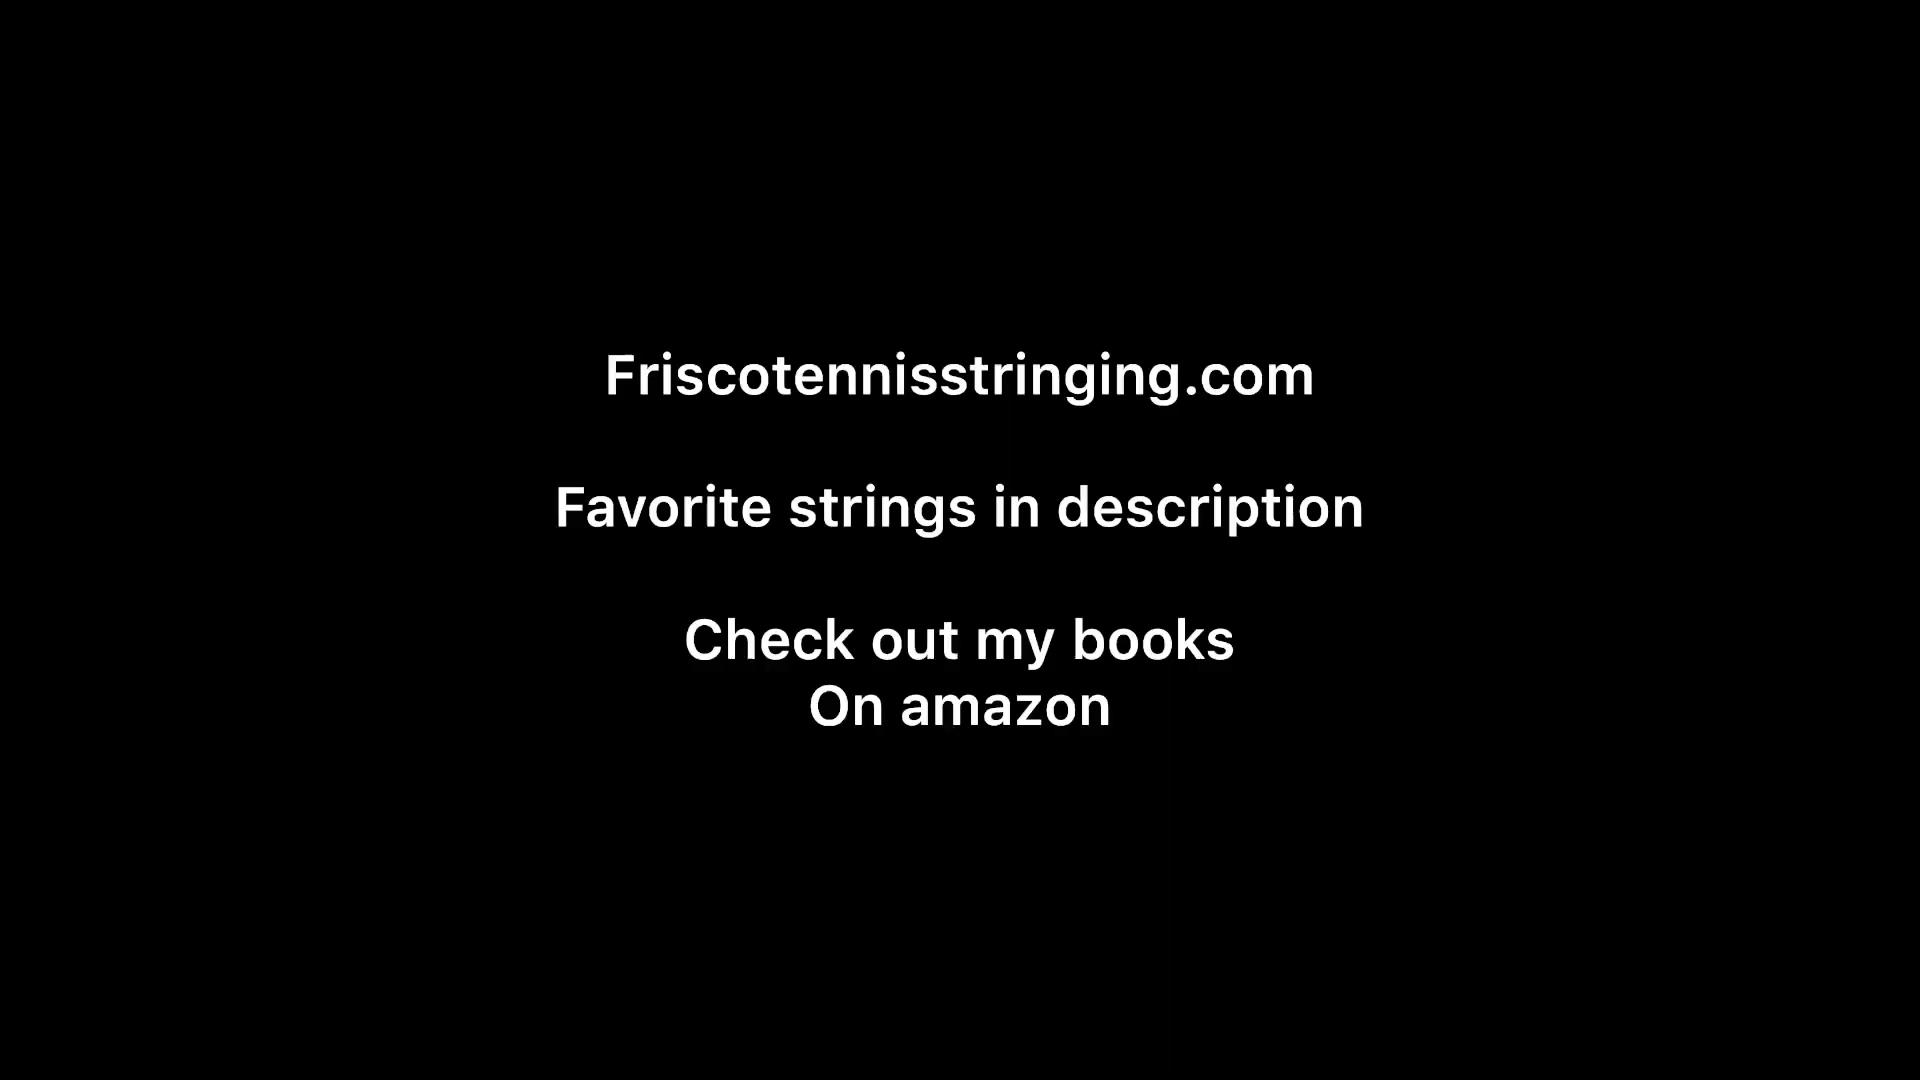 Friscotennisstringing.com
Favorite strings in description
Check out my books
On amazon